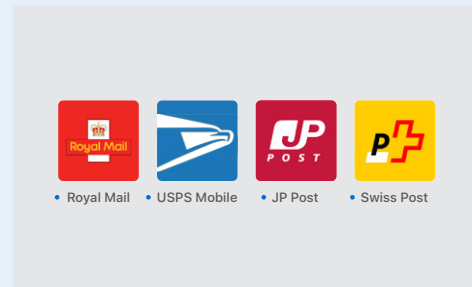 Royal Mail
JP
POST
P
• Royal Mail • USPS Mobile • JP Post • Swiss Post